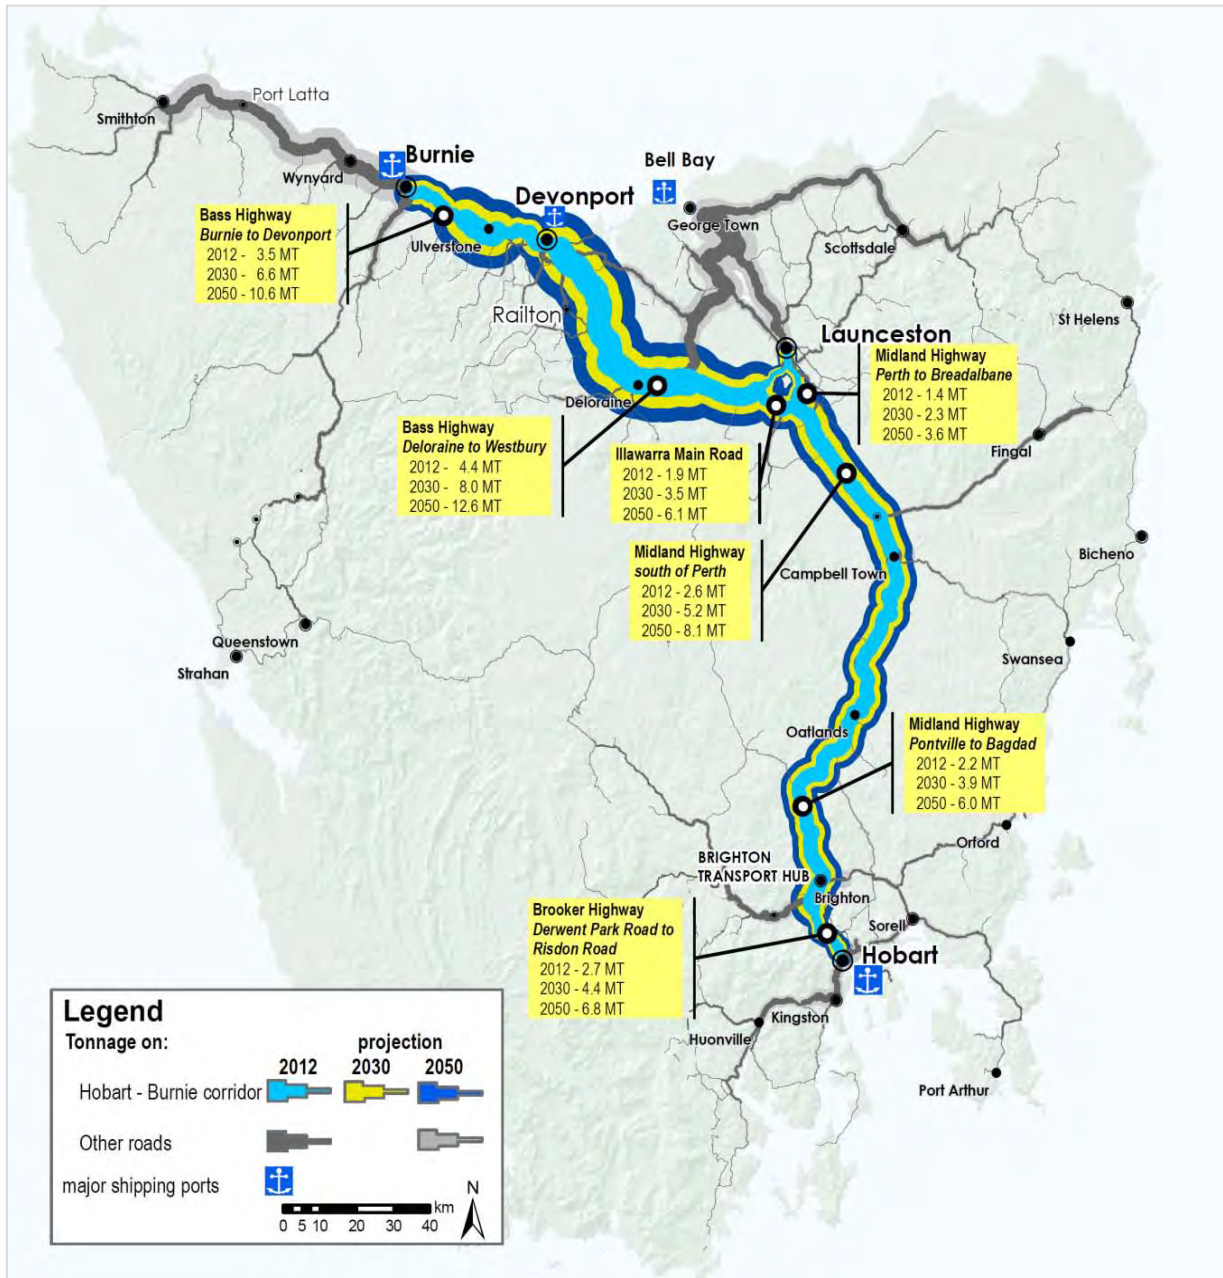 Port Latta
Smithton
Burnie
Wynyard
Bell Bay
Devonport
George Town
Scottsdale
Bass Highway
Burnie to Devonport
2012 - 3.5 MT
2030 - 6.6 MT
2050 - 10.6 MT
Ulverstone
Railton
St Helens
Launceston
Midland Highway
Perth to Breadalbane
2012 - 1.4 MT
2030 - 2.3 MT
2050 - 3.6 MT
Deloraine
Bass Highway
Deloraine to Westbury
2012 - 4.4 MT
2030 - 8.0 MT
2050 - 12.6 MT
Illawarra Main Road
2012 - 1.9 MT
2030 - 3.5 MT
2050 - 6.1 MT
Fingal
Midland Highway
south of Perth
2012 - 2.6 MT
2030 - 5.2 MT
2050 - 8.1 MT
Campbell Town
Bicheno
Queenstown
Strahan
Swansea
Oatlands
Midland Highway
Pontville to Bagdad
2012 - 2.2 MT
2030 - 3.9 MT
2050 - 6.0 MT
Orford
BRIGHTON
TRANSPORT HUB
Brighton
Sorell
Brooker Highway
Derwent Park Road to
Risdon Road
2012 - 2.7 MT
2030 - 4.4 MT
2050 - 6.8 MT
Hobart
Kingston
Huonville
Port Arthur
Legend
Tonnage on:
projection
2012 2030 2050
Hobart - Burnie corridor
Other roads
major shipping ports
N
km
0 5 10 20 30 40